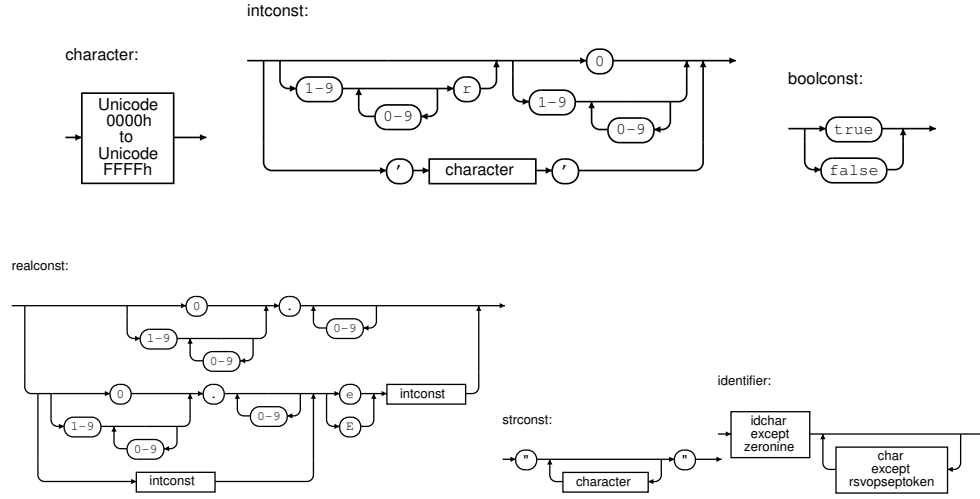 intconst:
character:
Unicode
0000h
to
Unicode
FFFFh
1-9
0-9
r
0
1-9
0-9
' character '
boolconst:
true
false
realconst:
0 . 0-9
1-9
0-9
0 . 0-9
1-9
0-9
e
E
intconst
intconst
strconst:
" "
character
identifier:
idchar
except
zeronine
char
except
rsvopseptoken